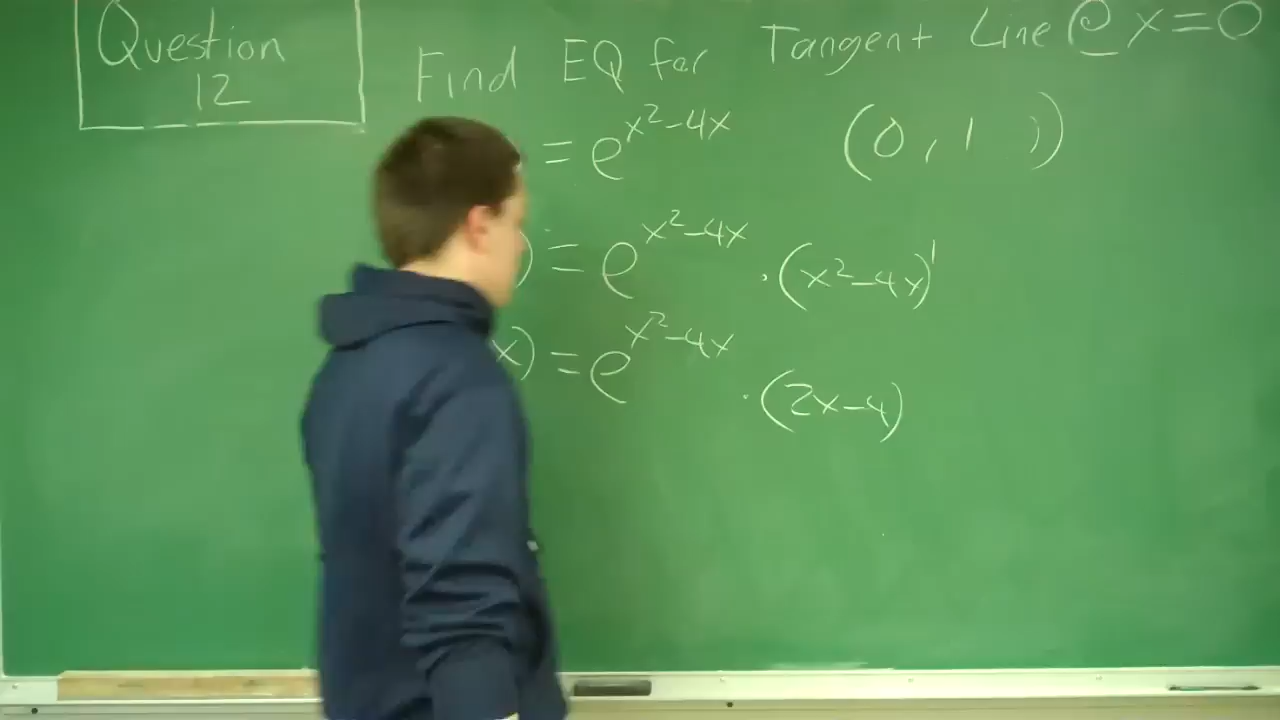 Question
12
Find EQ for Tangent Line @ x=0
= e^{x²-4x} (0, 1 )
) = e^{x²-4x} · (x²-4x)'
x) = e^{x²-4x} · (2x-4)